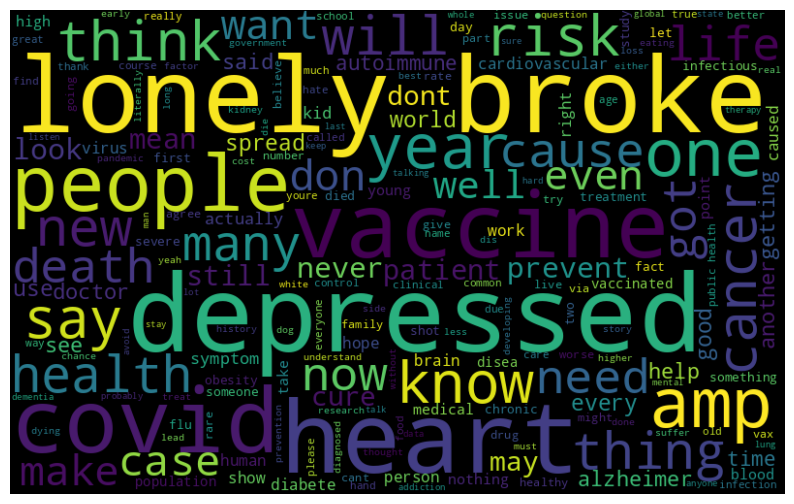 early really school whole issue question global true state better
high want will risk life
great think said part let
government
literally autoimmune day cardiovascular study infectious
thank course factor much best rate either eating
find going long believe hate loss real
lonely broke
kidney dont sure age therapy
listen die kid world right caused
look mean virus spread keep last year cause one
pandemic first cost number called talking
people don young well even got cancer
youre died hard try treatment point getting
new man agree actually vaccine give name dis work
severe many never patient prevent fact public health another
death yeah still white control clinical common live via vaccinated
use doctor lot depressed two good
say stay side shot less due
way see avoid history dog everyone family hope developing story
chance symptom understand brain disea care worse higher help something
health obesity take now know need mental
dementia someone cure medical chronic every amp
probably treat without research talk might done old vax
covid flu rare prevention diagnosed food heart thing suffer
dying lead human please thought data drug must may time lung
make case population show diabete cant hand person nothing healthy alzheimer blood
addiction anyone infection